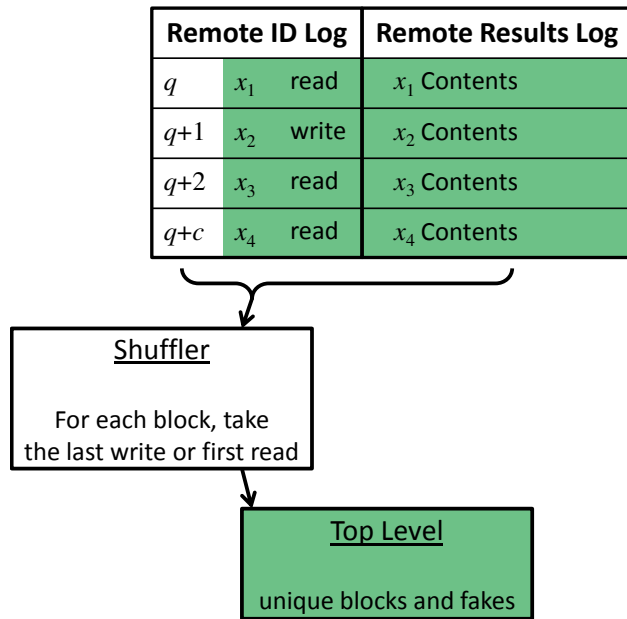 Remote ID Log Remote Results Log
q x₁ read x₁ Contents
q+1 x₂ write x₂ Contents
q+2 x₃ read x₃ Contents
q+c x₄ read x₄ Contents
Shuffler
For each block, take
the last write or first read
Top Level
unique blocks and fakes